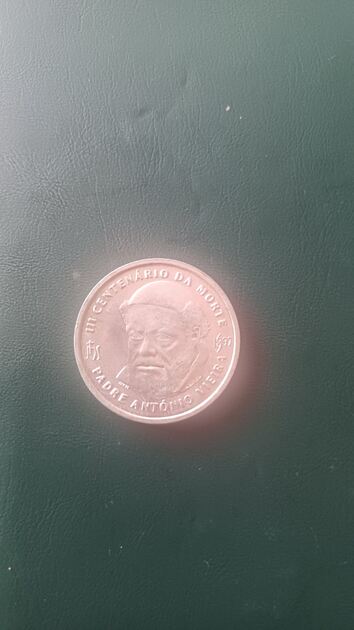 III CENTENÁRIO DA MORTE
PADRE ANTÓNIO VIEIRA